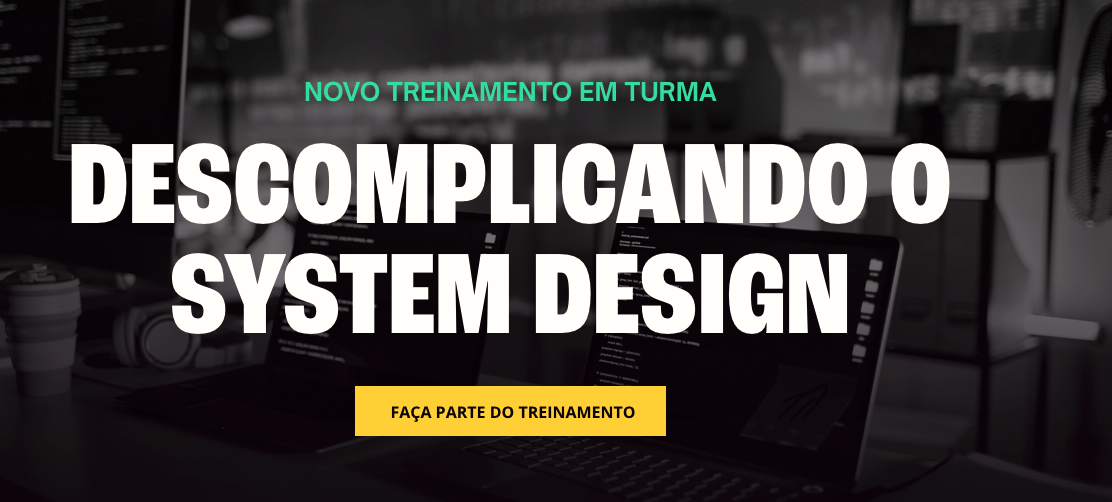 NOVO TREINAMENTO EM TURMA
DESCOMPLICANDO O
SYSTEM DESIGN
FAÇA PARTE DO TREINAMENTO